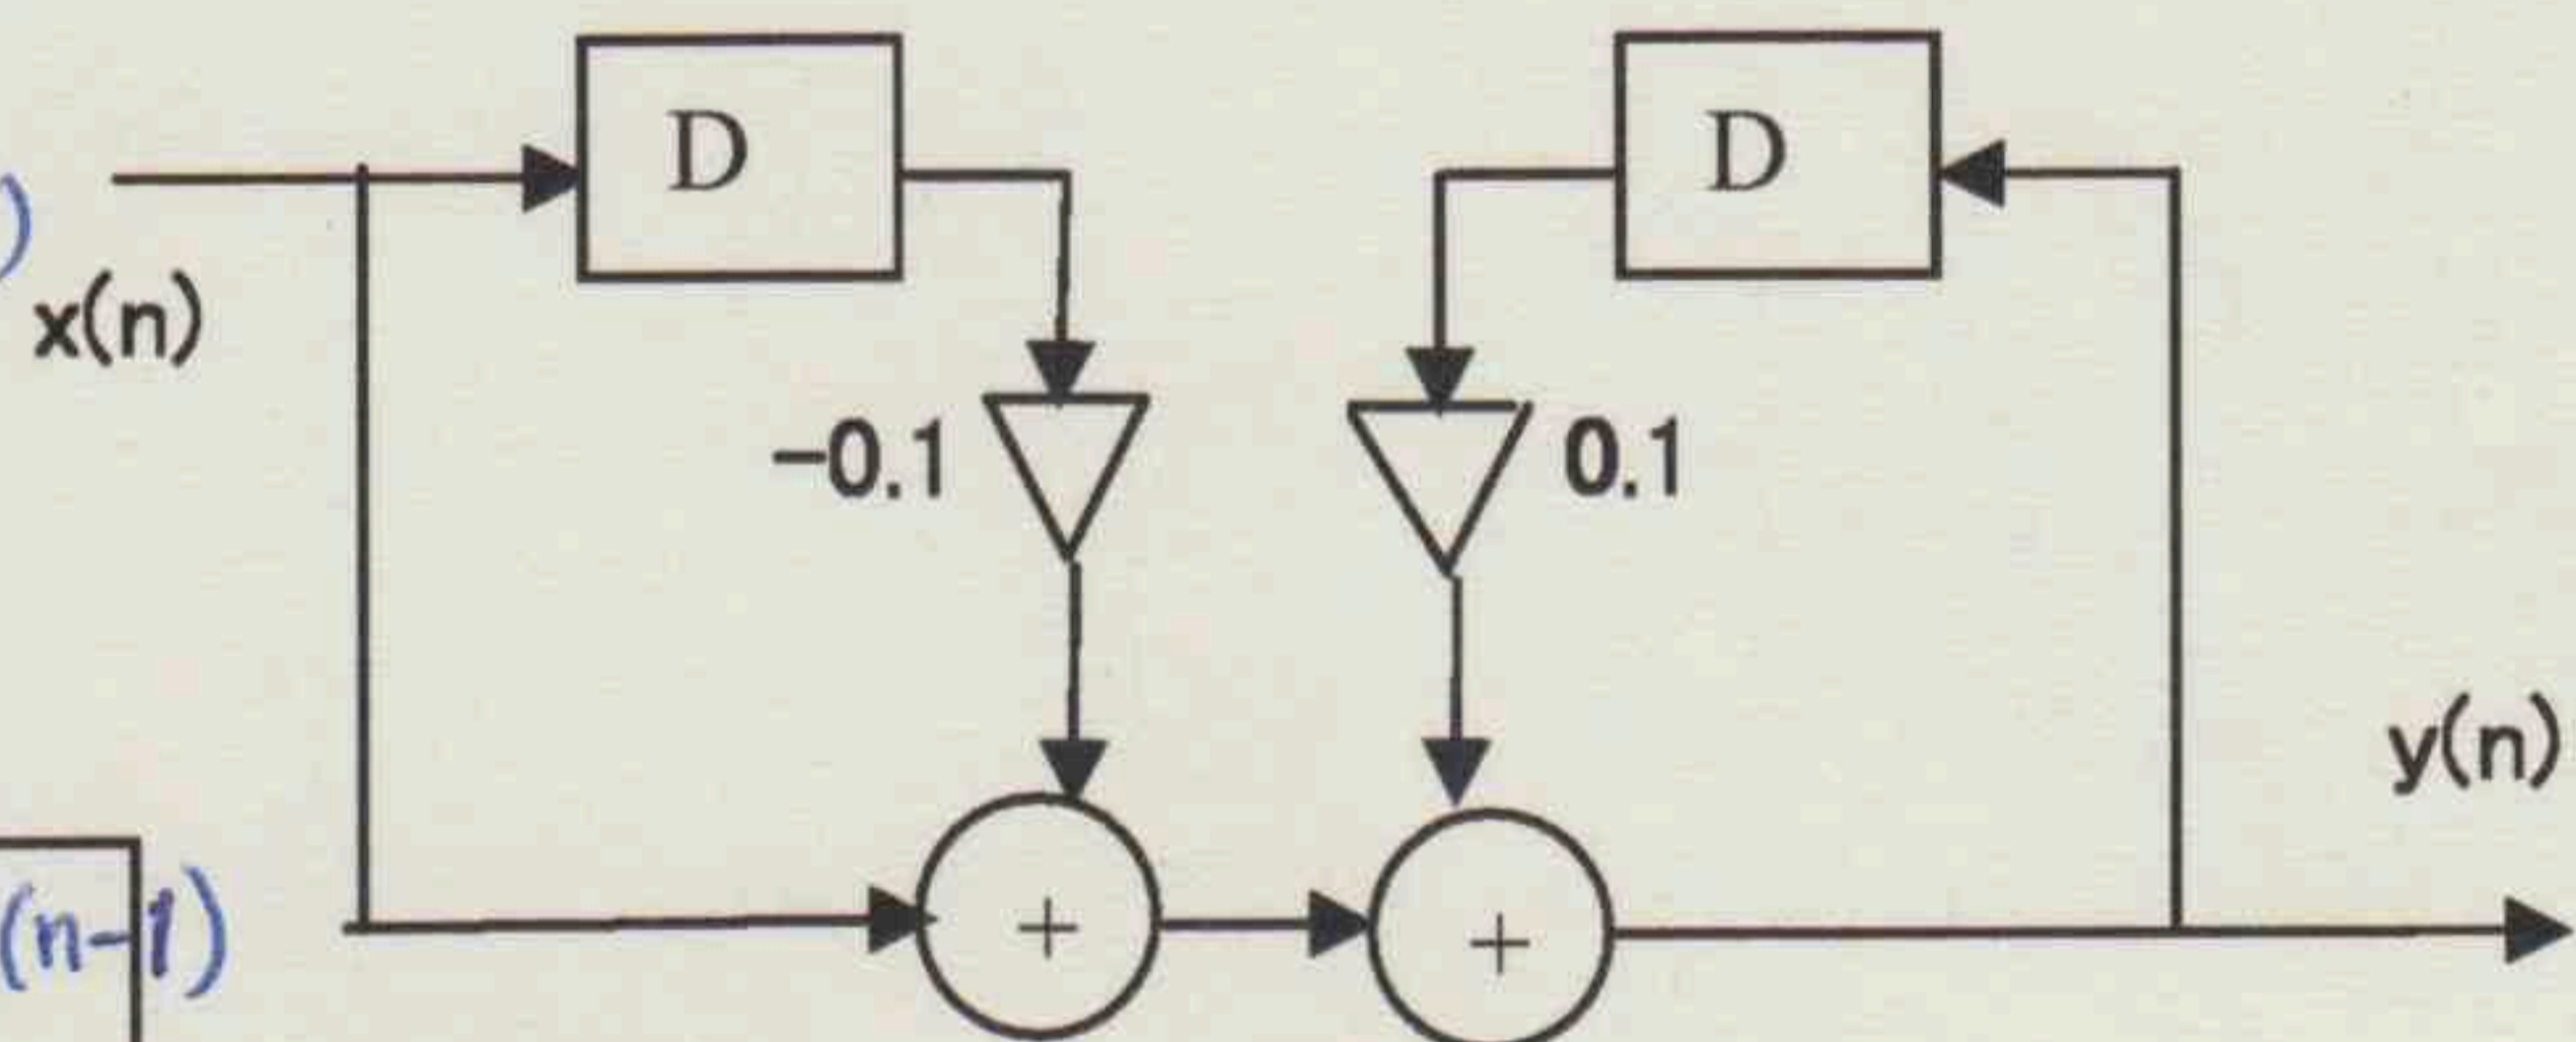 D
D
)
x(n)
-0.1
0.1
y(n)
(n-1)
+
+